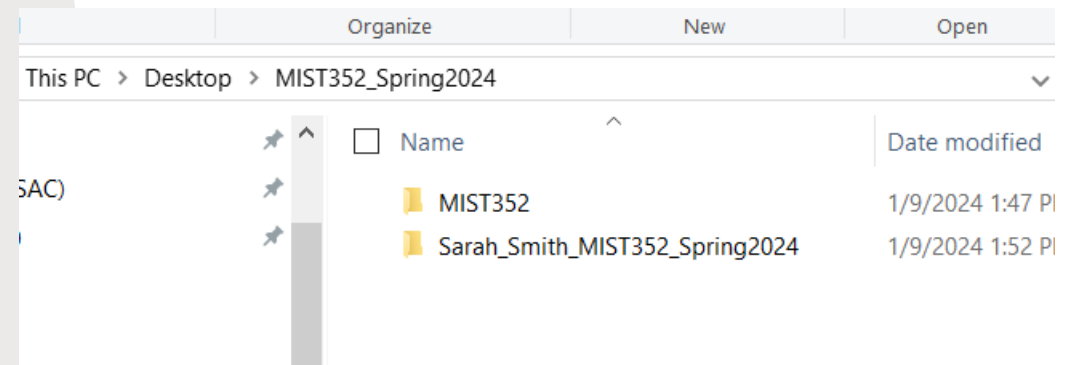 Organize New Open
This PC > Desktop > MIST352_Spring2024
Name Date modified
SAC)
MIST352 1/9/2024 1:47 P
Sarah_Smith_MIST352_Spring2024 1/9/2024 1:52 P